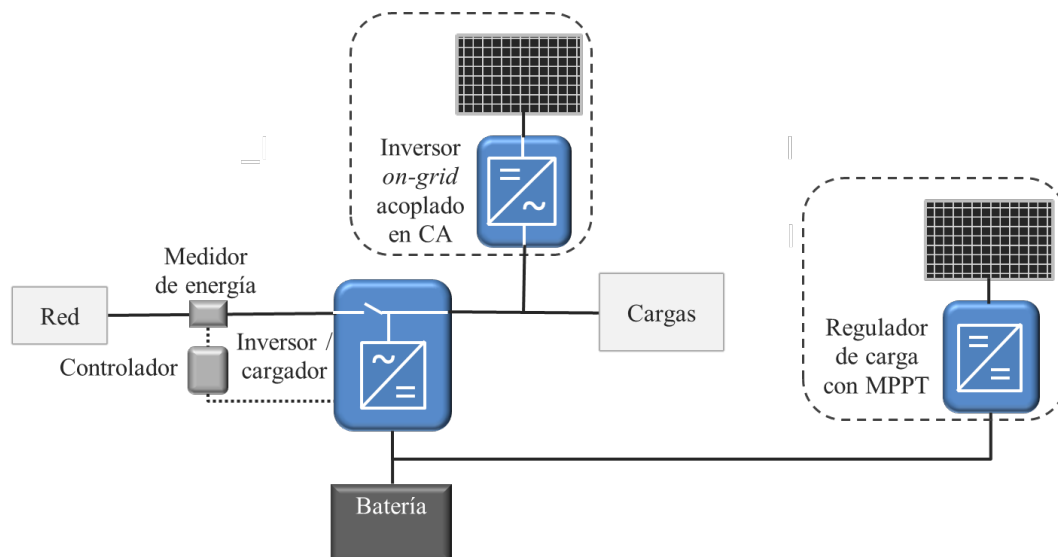 Inversor
on-grid
acoplado
en CA
Medidor
de energía
Red
Controlador
Inversor /
cargador
Cargas
Regulador
de carga
con MPPT
Batería